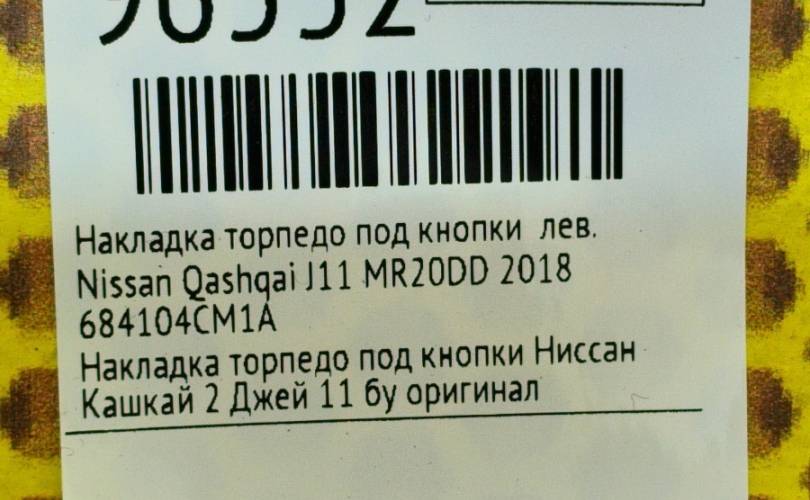 Накладка торпедо под кнопки лев.
Nissan Qashqai J11 MR20DD 2018
684104CM1A
Накладка торпедо под кнопки Ниссан
Кашкай 2 Джей 11 бу оригинал